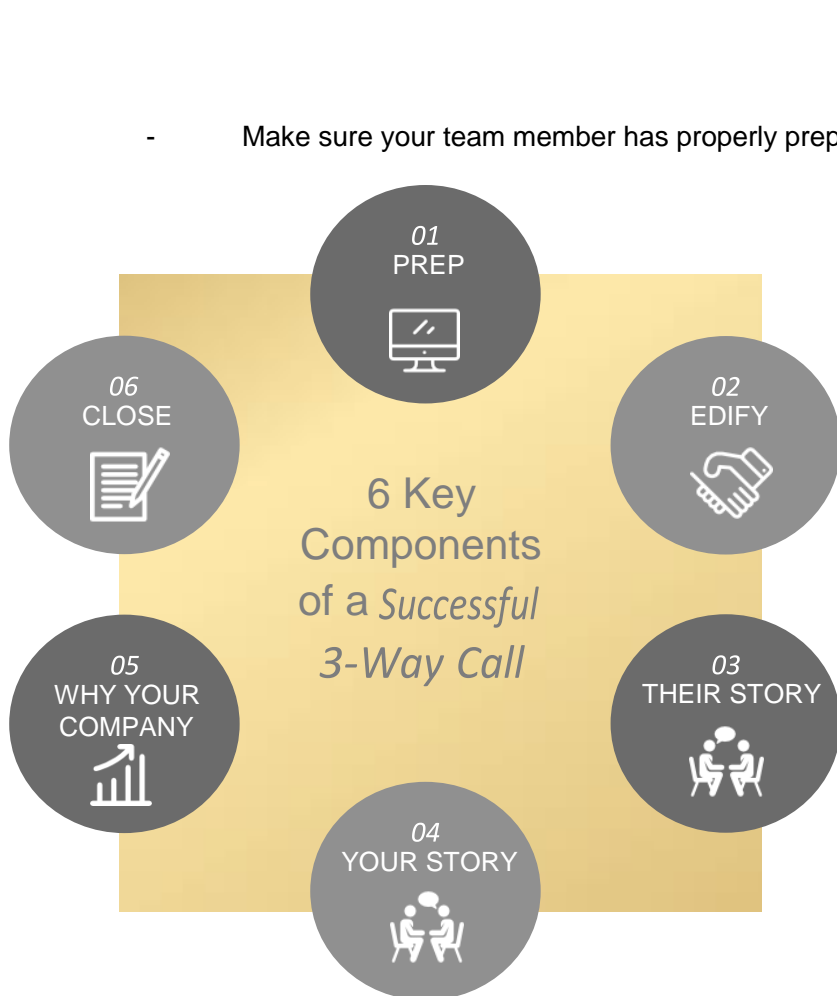 - Make sure your team member has properly prep
01
PREP
06
CLOSE
02
EDIFY
6 Key
Components
of a Successful
3-Way Call
05
WHY YOUR
COMPANY
03
THEIR STORY
04
YOUR STORY